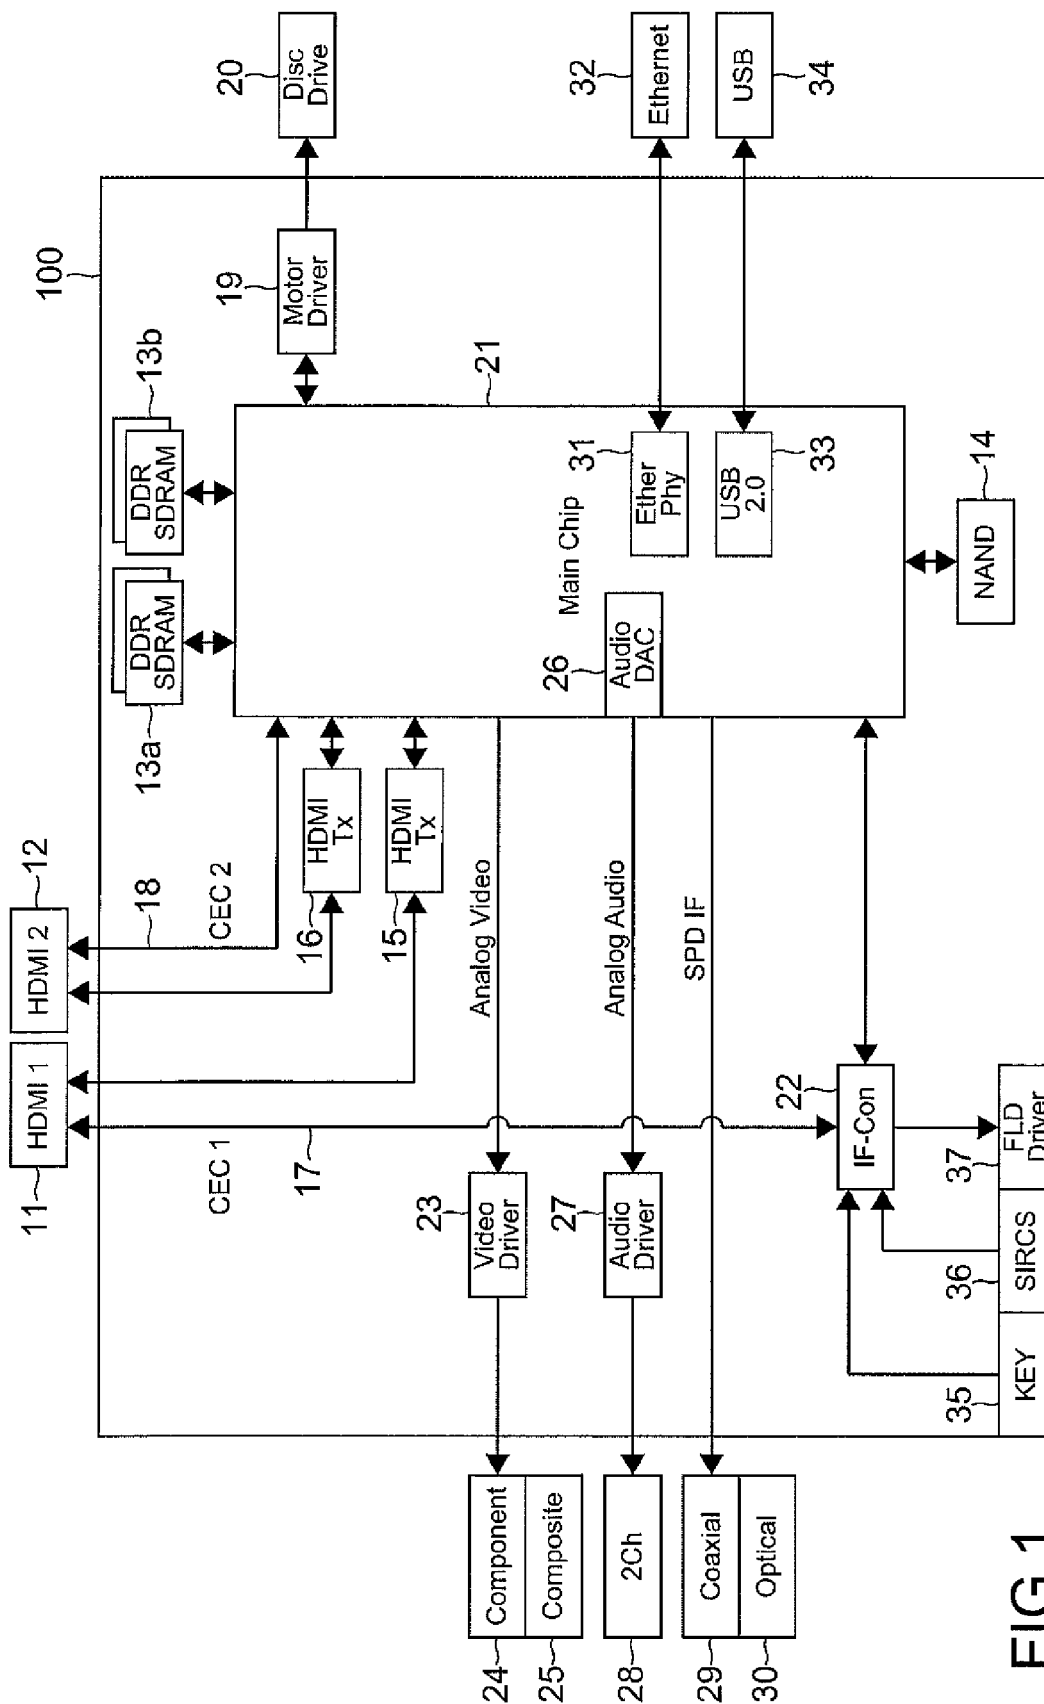 11
HDMI 1
HDMI 2
12
100
CEC 1
17
CEC 2
18
13a
DDR
SDRAM
13b
DDR
SDRAM
19
Motor
Driver
20
Disc
Drive
16
HDMI
Tx
15
HDMI
Tx
21
24
Component
25
Composite
23
Video
Driver
Analog Video
Main Chip
28
2Ch
27
Audio
Driver
Analog Audio
26
Audio
DAC
31
Ether
Phy
32
Ethernet
29
Coaxial
30
Optical
SPD IF
USB
2.0
33
USB
34
22
IF-Con
NAND
14
35
KEY
36
SIRCS
37
FLD
Driver
FIG.1